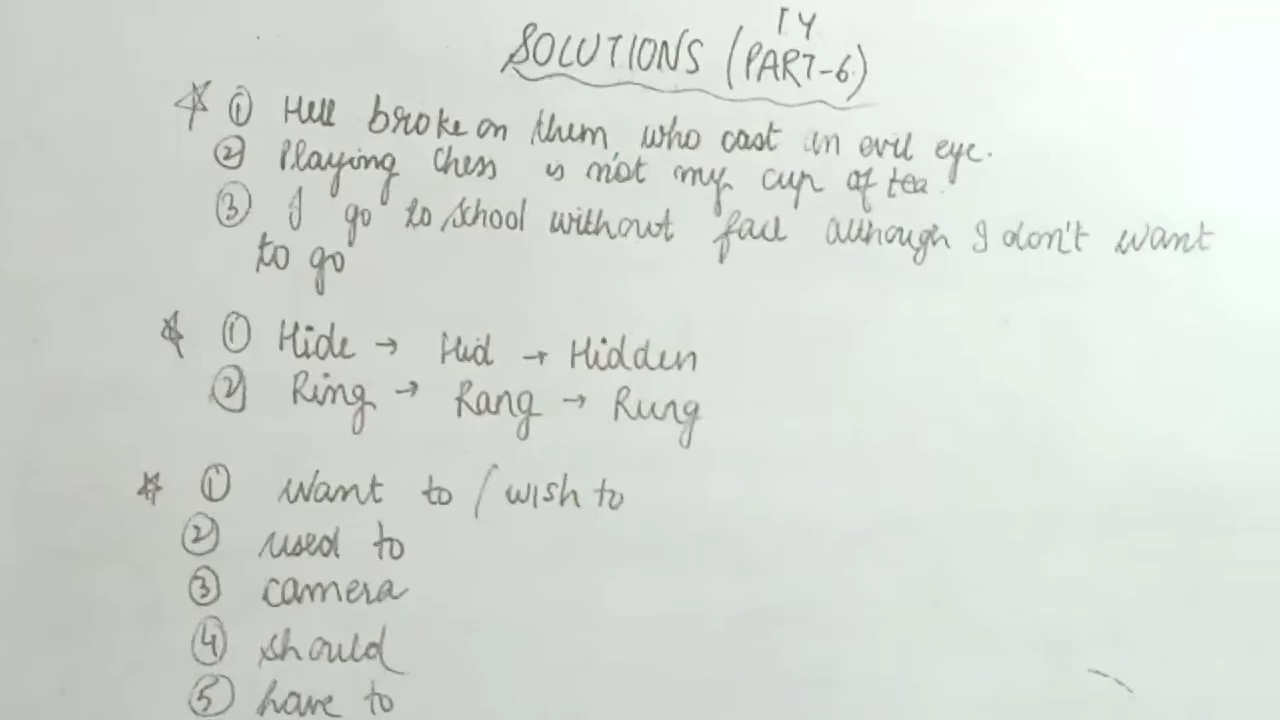 TY
SOLUTIONS (PART-6)
① Hell broke on them, who cast an evil eye.
② Playing chess is not my cup of tea.
③ I go to school without fail although I don't want
to go
① Hide → Hid → Hidden
② Ring → Rang → Rung
① want to / wish to
② used to
③ camera
④ should
⑤ have to